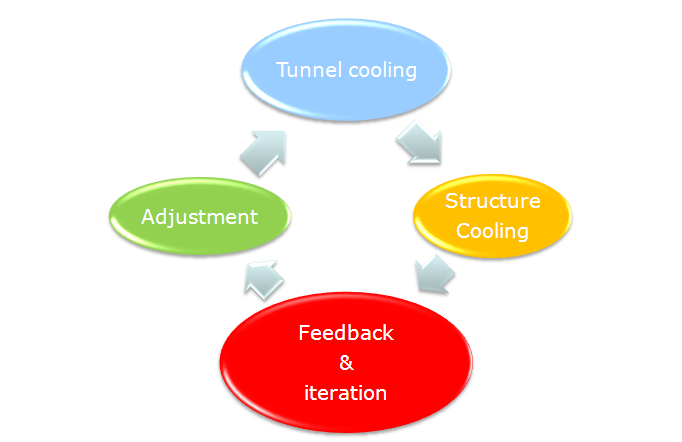 Tunnel cooling
Structure
Cooling
Adjustment
Feedback
&
iteration